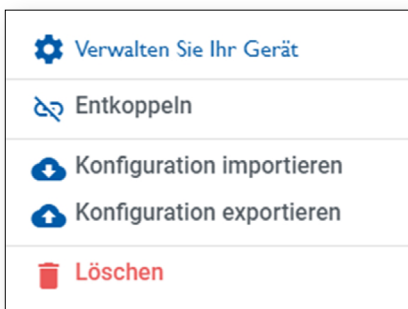 Verwalten Sie Ihr Gerät
Entkoppeln
Konfiguration importieren
Konfiguration exportieren
Löschen